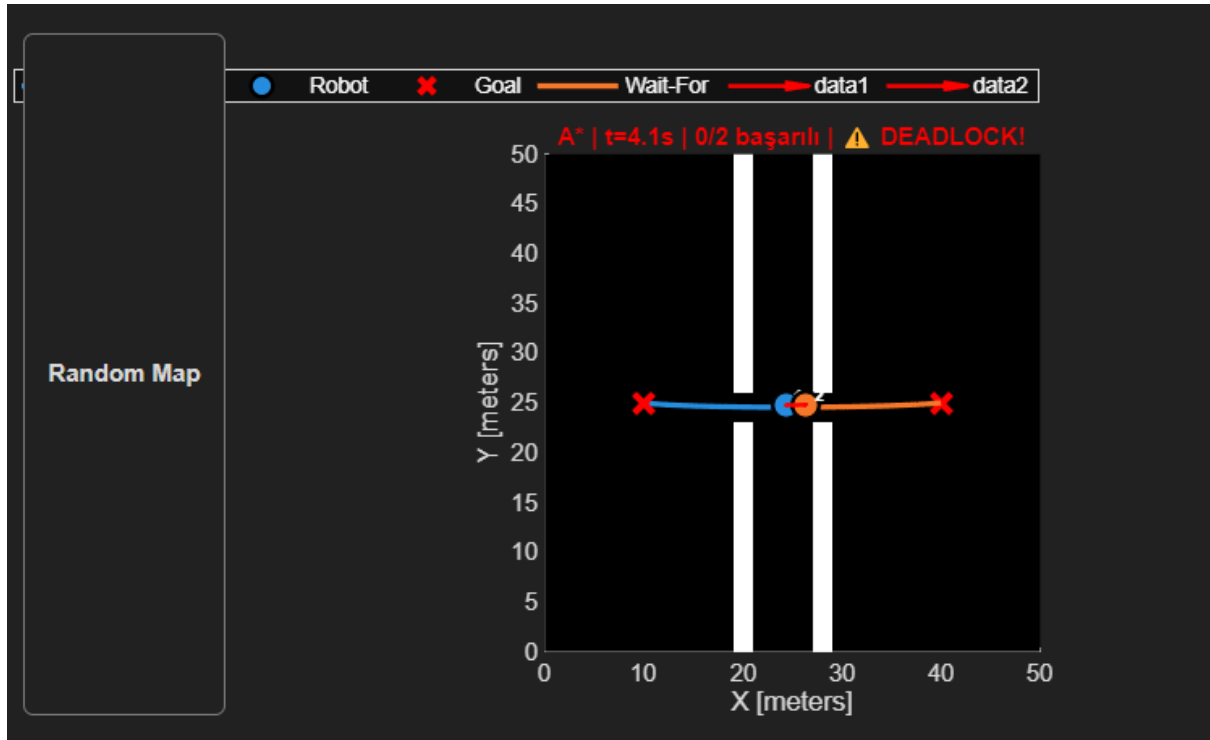 Robot Goal Wait-For data1 data2
A* | t=4.1s | 0/2 başarılı | ⚠ DEADLOCK!
Random Map
50
45
40
35
30
25
20
15
10
5
0
Y [meters]
2
0 10 20 30 40 50
X [meters]